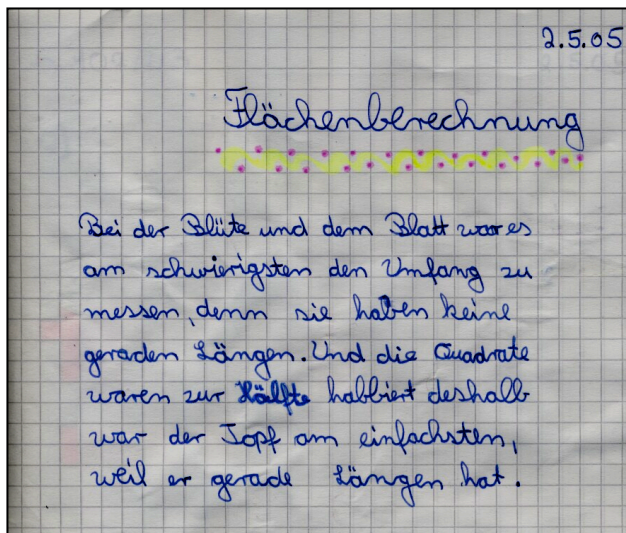 2.5.05
Flächenberechnung
Bei der Blüte und dem Blatt war es
am schwierigsten den Umfang zu
messen, denn sie haben keine
geraden Längen. Und die Quadrate
waren zur Hälfte habbiert deshalb
war der Topf am einfachsten,
weil er gerade Längen hat.